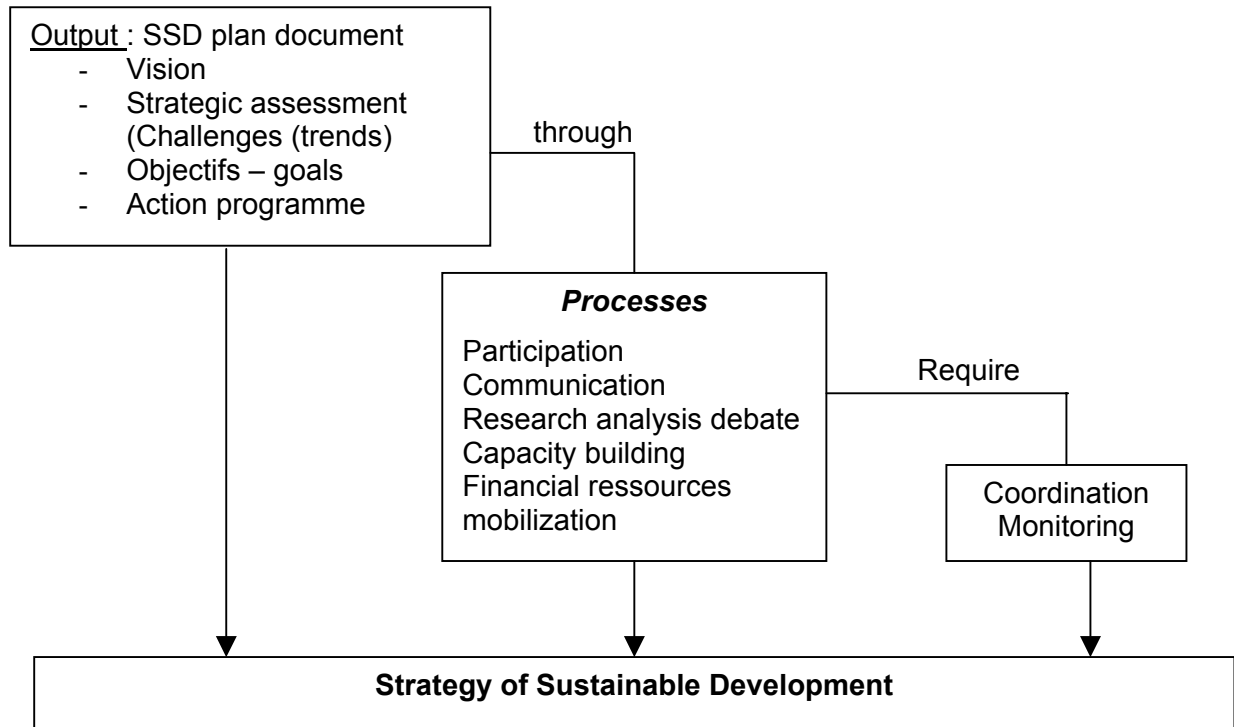 Output : SSD plan document
- Vision
- Strategic assessment
(Challenges (trends)
- Objectifs – goals
- Action programme
through
Processes
Participation
Communication
Research analysis debate
Capacity building
Financial ressources
mobilization
Require
Coordination
Monitoring
Strategy of Sustainable Development